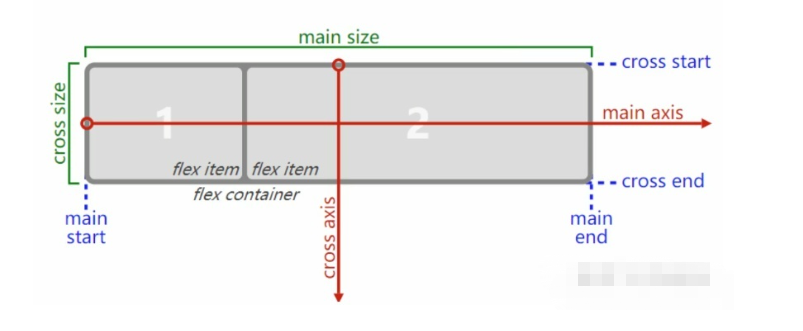 main size
cross start
cross size
1
2
main axis
flex item
flex item
cross end
flex container
main
start
cross axis
main
end